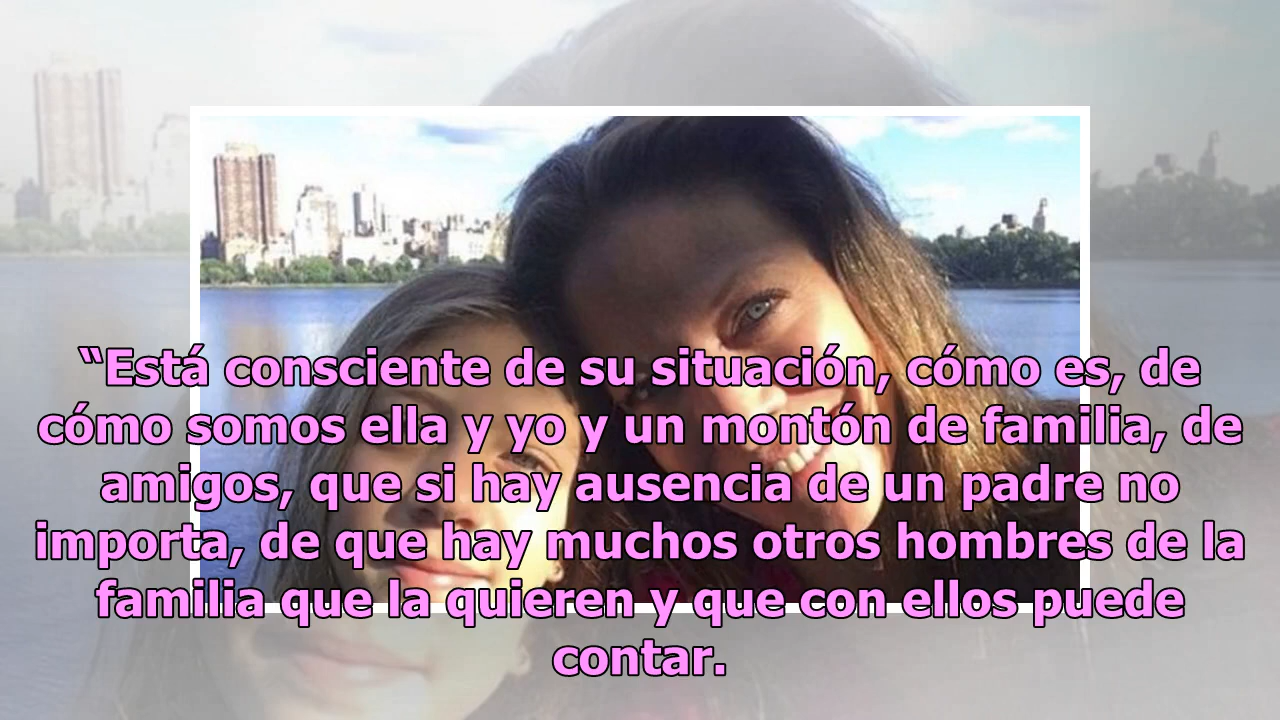 “Está consciente de su situación, cómo es, de
cómo somos ella y yo y un montón de familia, de
amigos, que si hay ausencia de un padre no
importa, de que hay muchos otros hombres de la
familia que la quieren y que con ellos puede
contar.